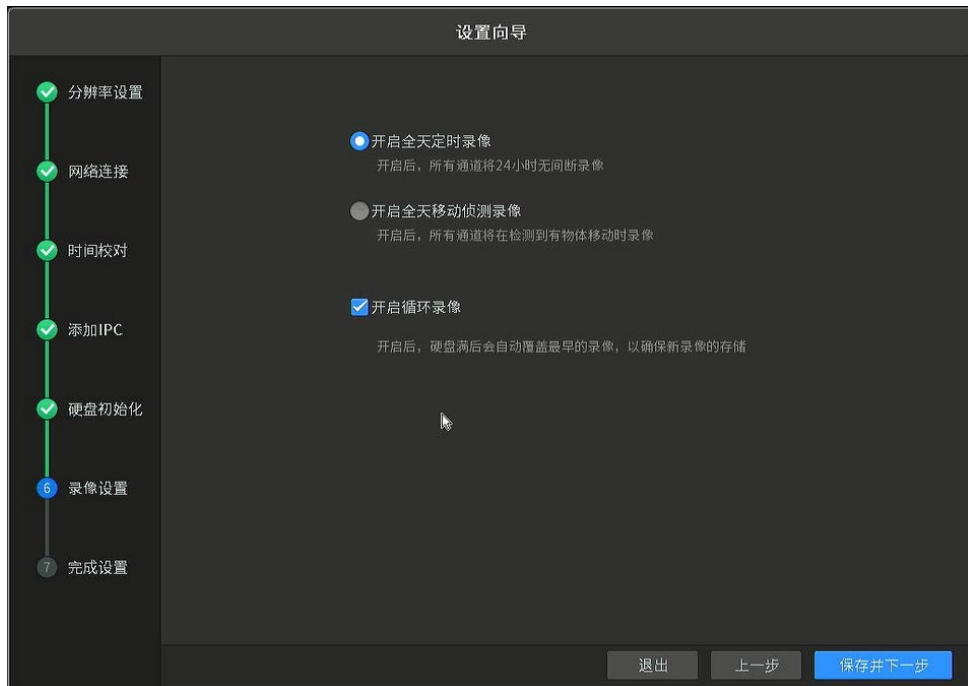 设置向导
分辨率设置
网络连接
时间校对
添加IPC
硬盘初始化
6 录像设置
7 完成设置
开启全天定时录像
开启后，所有通道将24小时无间断录像
开启全天移动侦测录像
开启后，所有通道将在检测到有物体移动时录像
开启循环录像
开启后，硬盘满后会自动覆盖最早的录像，以确保新录像的存储
退出 上一步 保存并下一步